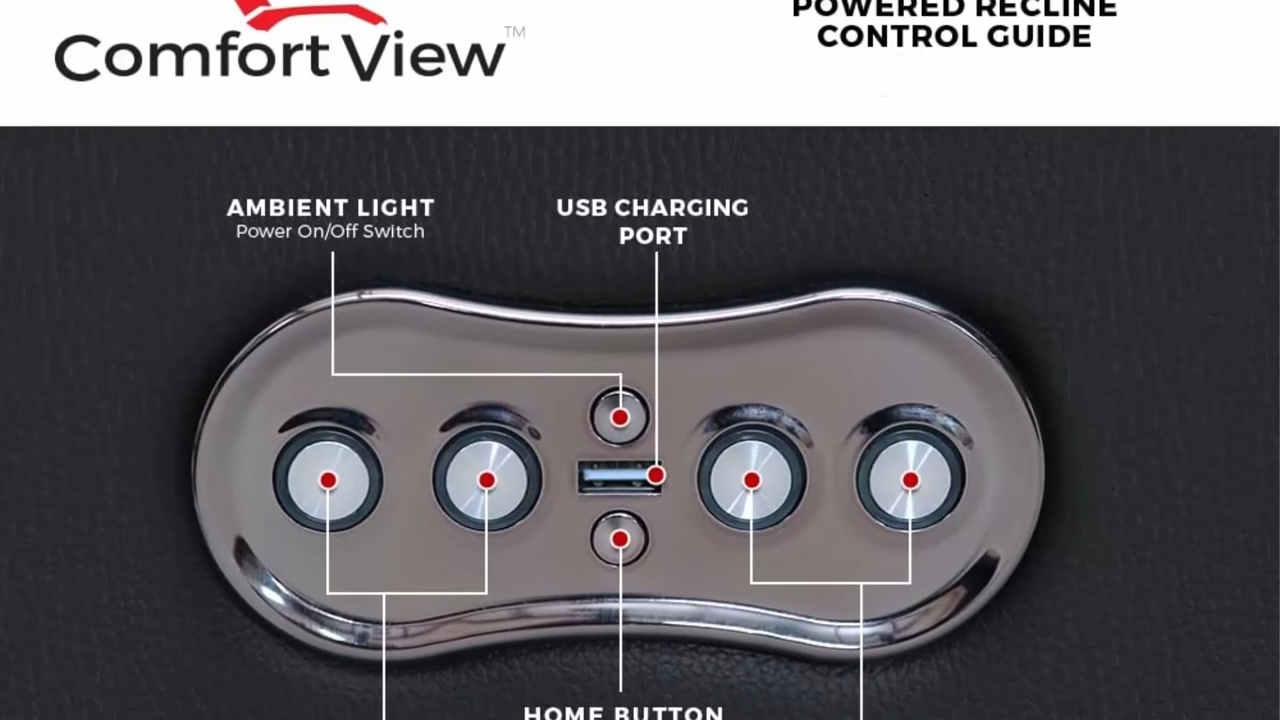 Comfort View™
POWERED RECLINE
CONTROL GUIDE
AMBIENT LIGHT
Power On/Off Switch
USB CHARGING
PORT
HOME BUTTON